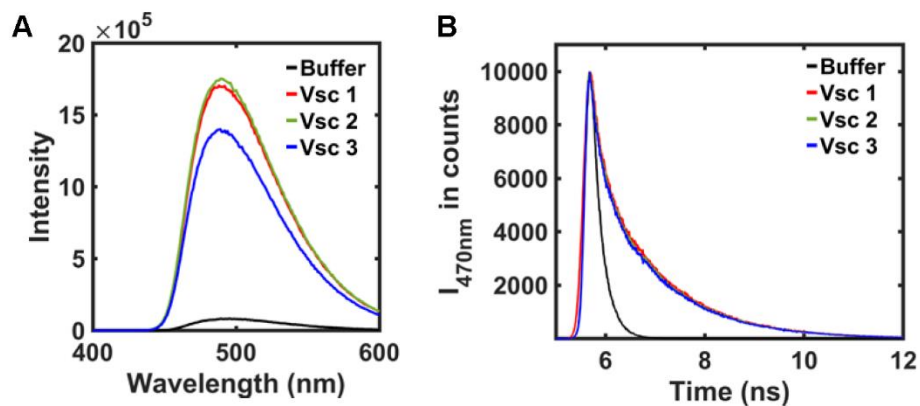 A
×10⁵
20
15
10
5
0
Intensity
400
500
600
Wavelength (nm)
Buffer
Vsc 1
Vsc 2
Vsc 3
B
10000
8000
6000
4000
2000
I470nm in counts
6
8
10
12
Time (ns)
Buffer
Vsc 1
Vsc 2
Vsc 3